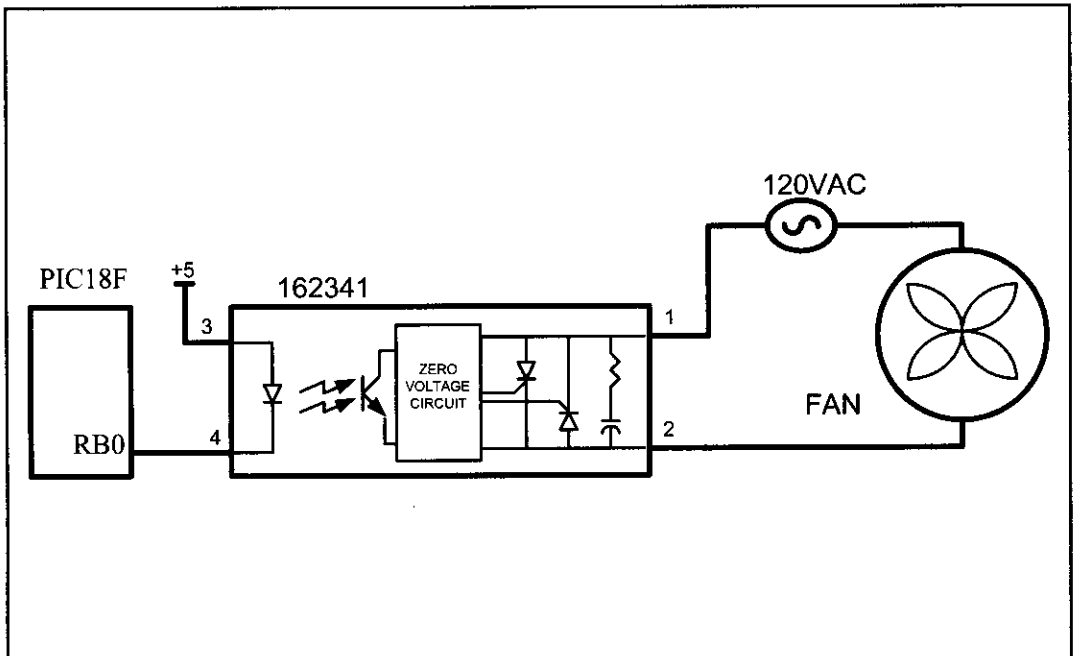 120VAC
PIC18F
+5
162341
3
1
ZERO
VOLTAGE
CIRCUIT
FAN
RB0
4
2